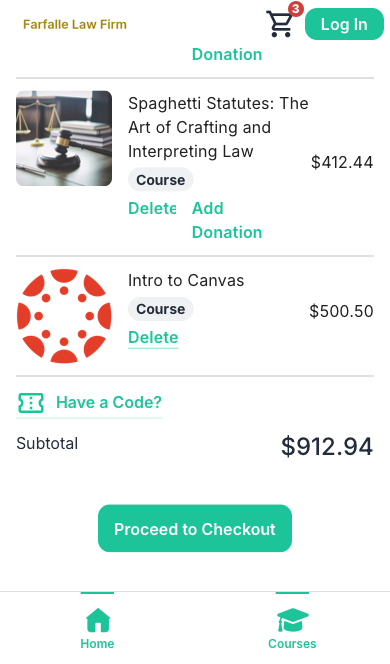 Farfalle Law Firm
3
Log In
Donation
Spaghetti Statutes: The
Art of Crafting and
Interpreting Law
$412.44
Course
Delete Add
Donation
Intro to Canvas
Course
$500.50
Delete
Have a Code?
Subtotal $912.94
Proceed to Checkout
Home Courses